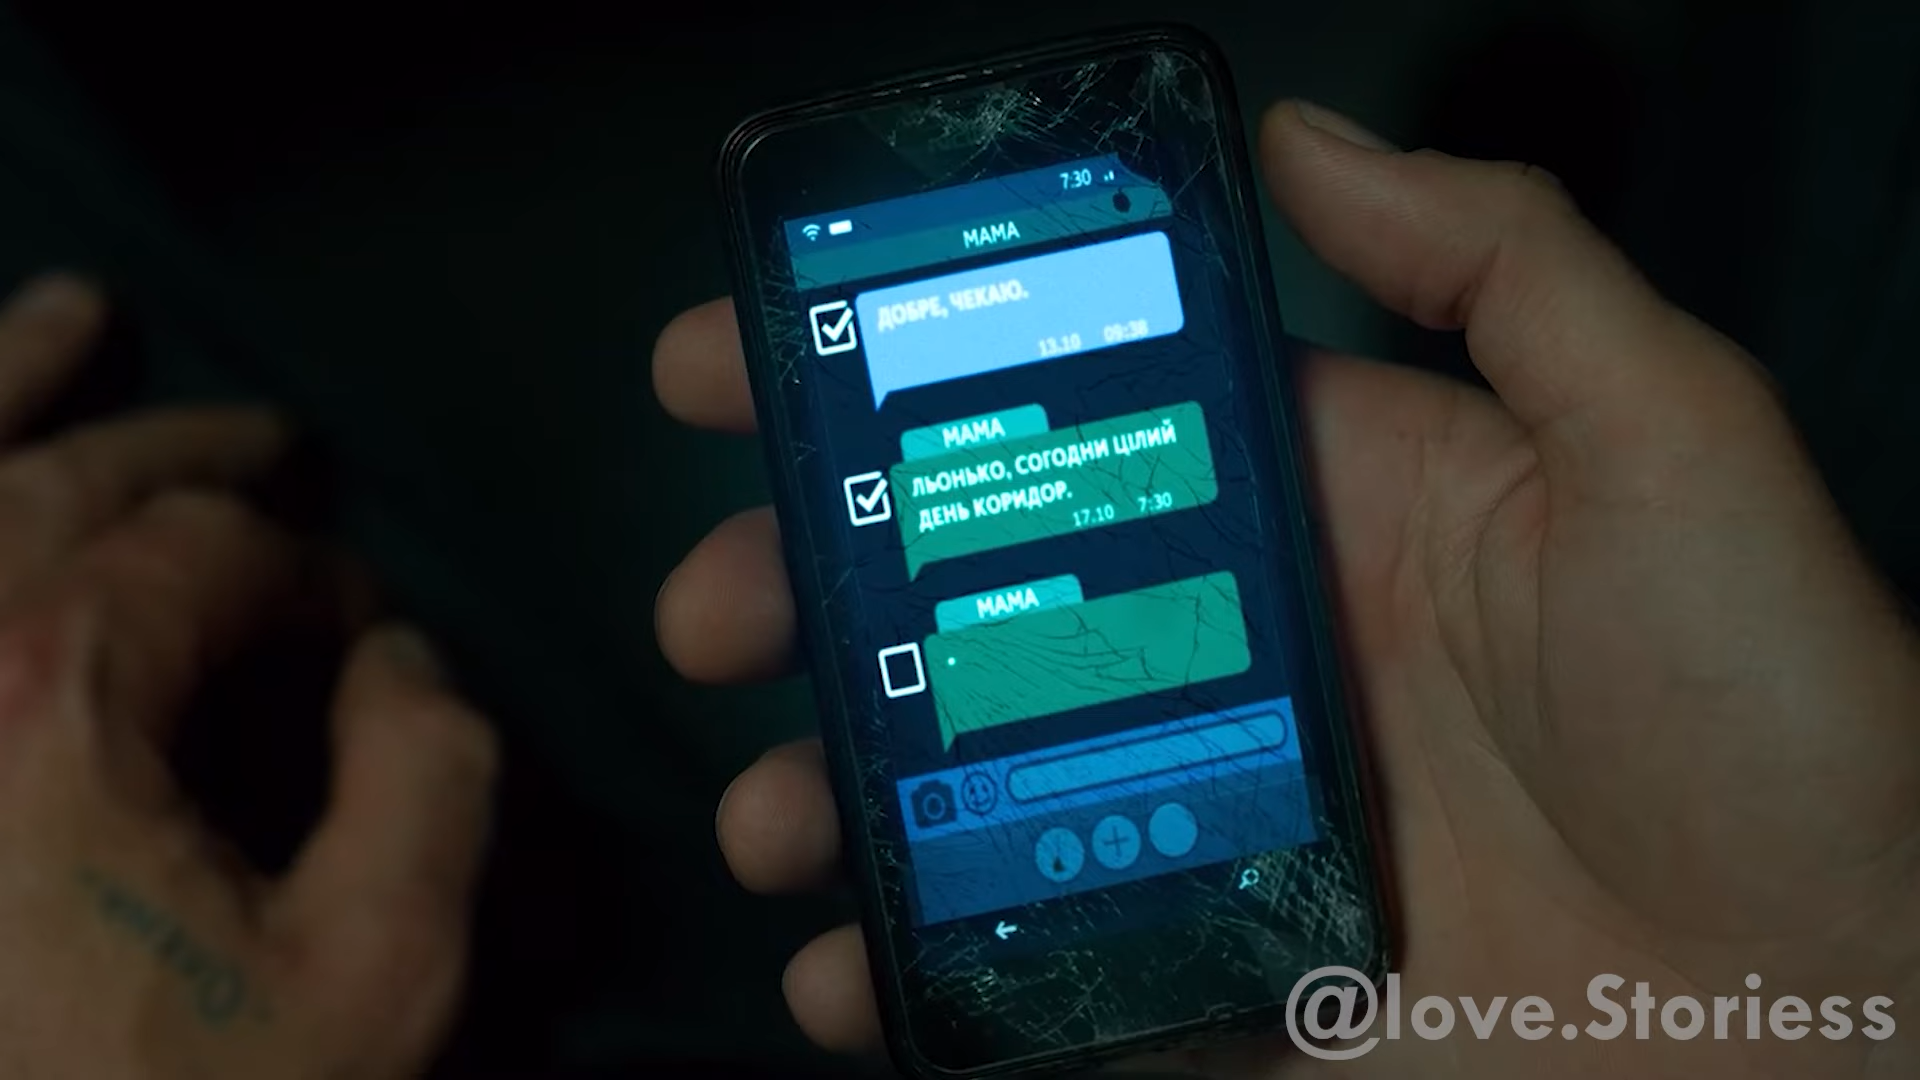 7:30
МАМА
ДОБРЕ, ЧЕКАЮ.
13.10 09:38
МАМА
ЛЬОНЬКО, СОГОДНИ ЦІЛИЙ
ДЕНЬ КОРИДОР.
17.10 7:30
МАМА
.
@love.Storiess